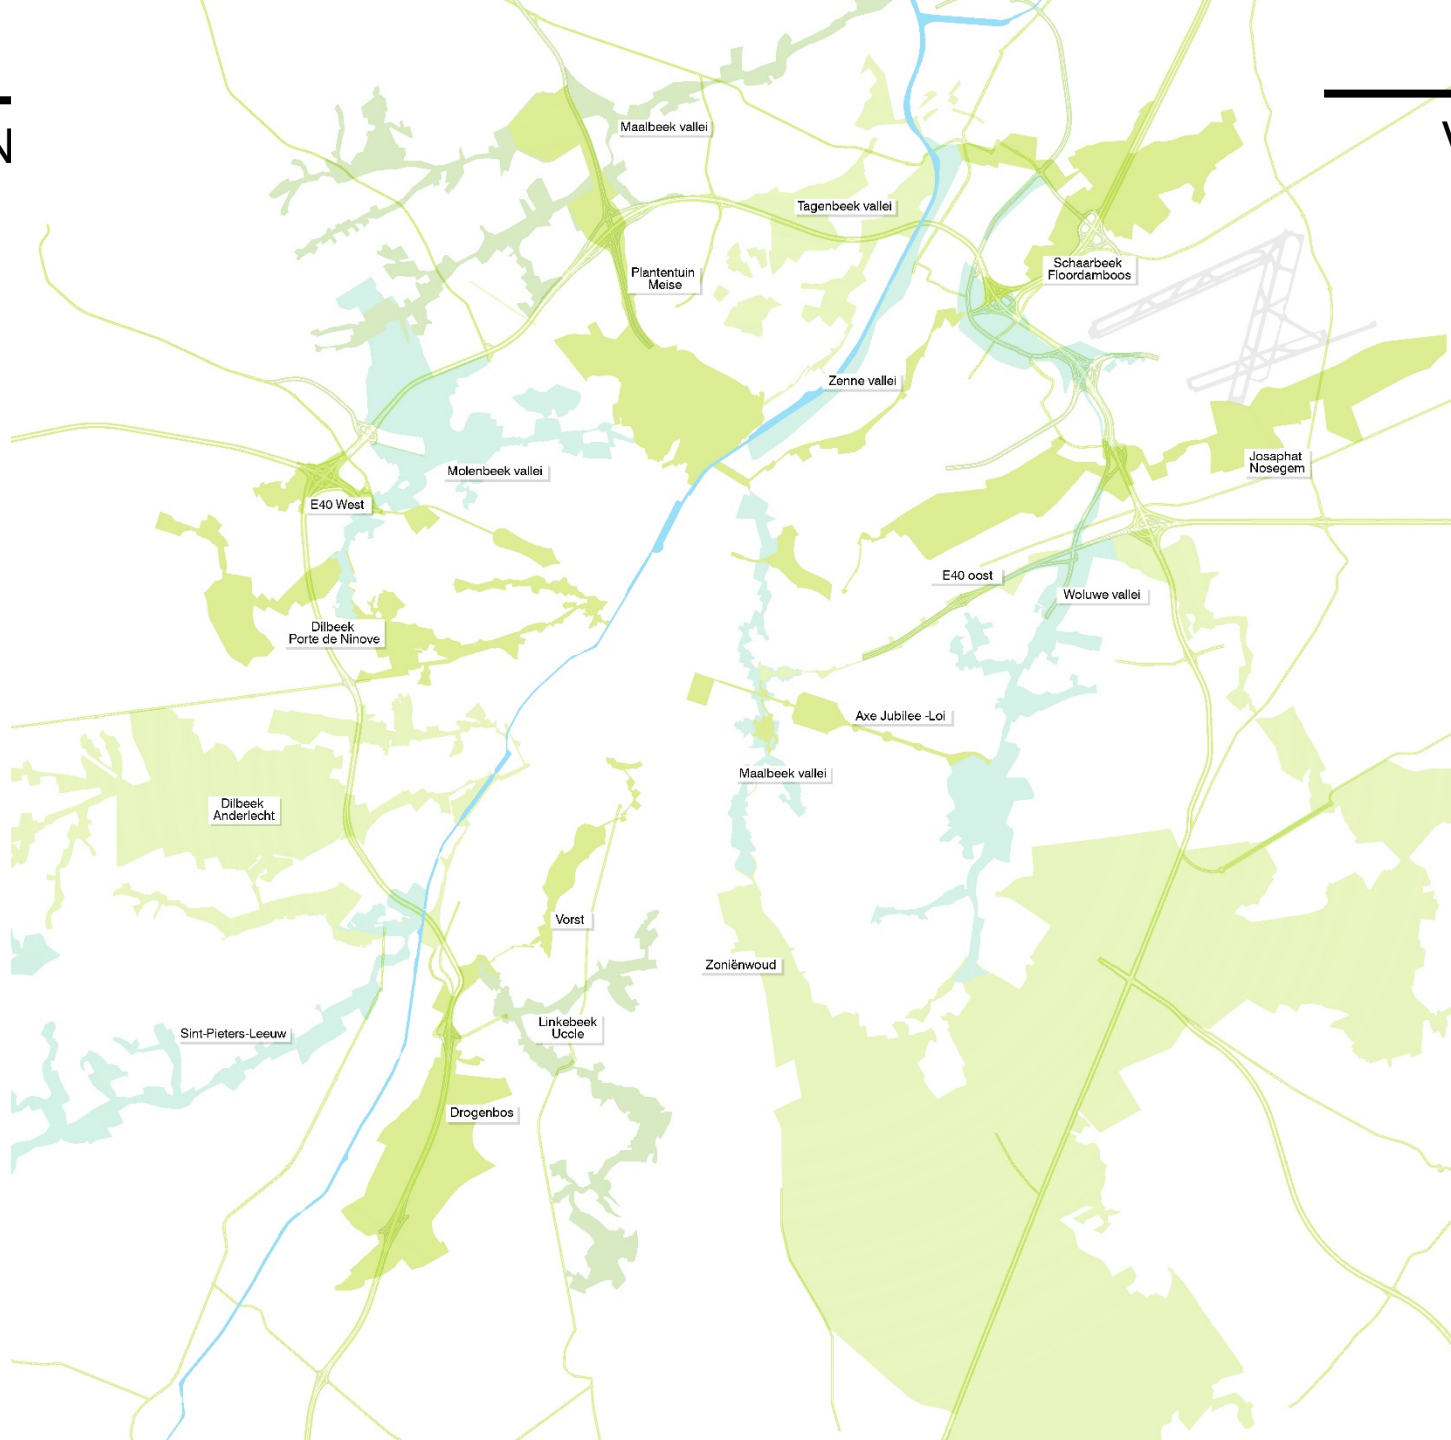 N
V
Maalbeek vallei
Tagenbeek vallei
Schaarbeek
Floordamboos
Plantentuin
Meise
Zenne vallei
Molenbeek vallei
Josaphat
Nosegem
E40 West
E40 oost
Woluwe vallei
Dilbeek
Porte de Ninove
Axe Jubilee -Loi
Maalbeek vallei
Dilbeek
Anderlecht
Vorst
Zoniënwoud
Linkebeek
Uccle
Sint-Pieters-Leeuw
Drogenbos